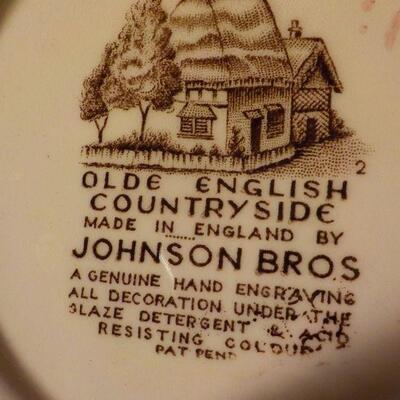 2
OLDE ENGLISH
COUNTRYSIDE
MADE IN ENGLAND BY
JOHNSON BROS
A GENUINE HAND ENGRAVING
ALL DECORATION UNDER THE
GLAZE DETERGENT & ACID
RESISTING COLOUR
PAT PEND